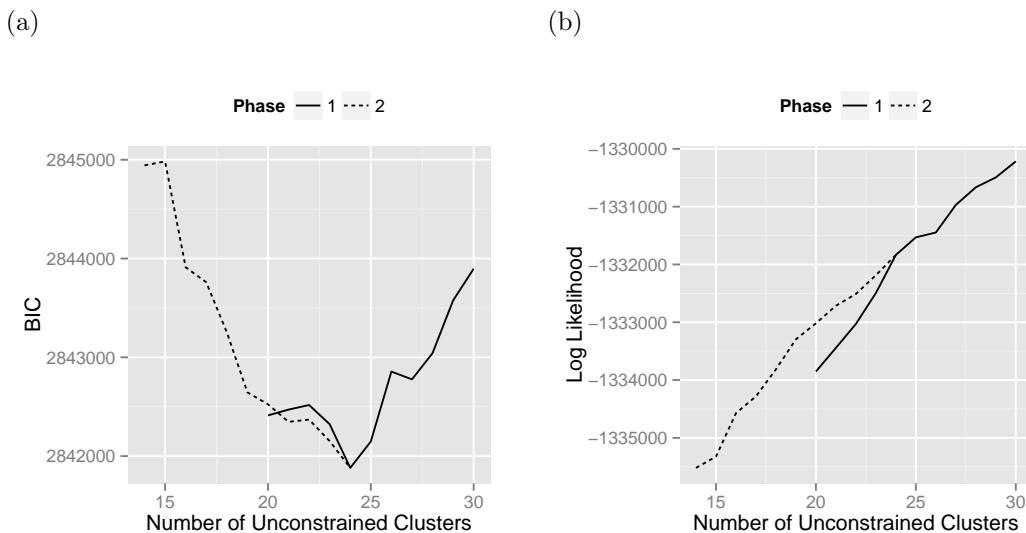 (a)
(b)
Phase 1 2
2845000
2844000
2843000
2842000
BIC
15 20 25 30
Number of Unconstrained Clusters
Phase 1 2
−1330000
−1331000
−1332000
−1333000
−1334000
−1335000
Log Likelihood
15 20 25 30
Number of Unconstrained Clusters